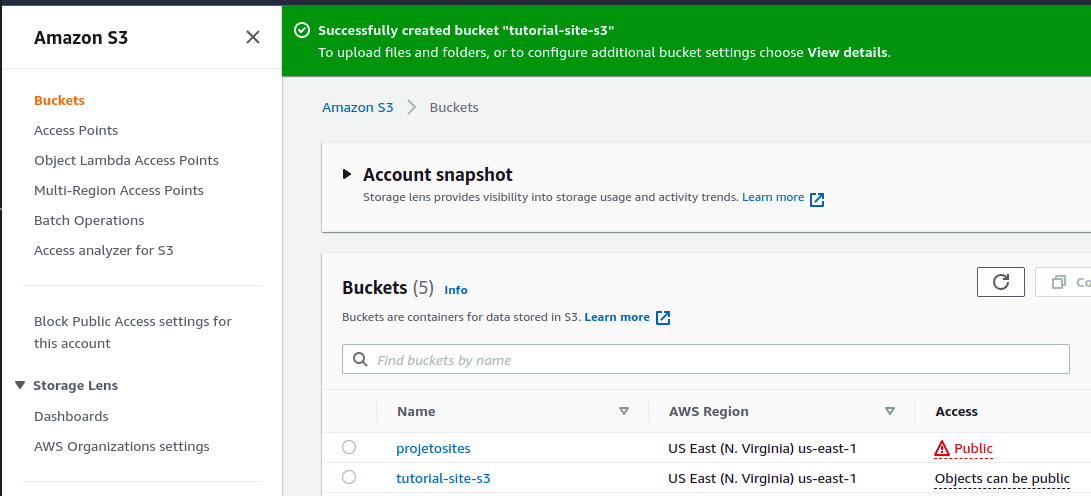 Amazon S3
Buckets
Access Points
Object Lambda Access Points
Multi-Region Access Points
Batch Operations
Access analyzer for S3
Block Public Access settings for
this account
Storage Lens
Dashboards
AWS Organizations settings
Successfully created bucket "tutorial-site-s3"
To upload files and folders, or to configure additional bucket settings choose View details.
Amazon S3 Buckets
Account snapshot
Storage lens provides visibility into storage usage and activity trends. Learn more
Buckets (5) Info
Co
Buckets are containers for data stored in S3. Learn more
Find buckets by name
Name AWS Region Access
projetosites US East (N. Virginia) us-east-1 Public
tutorial-site-s3 US East (N. Virginia) us-east-1 Objects can be public